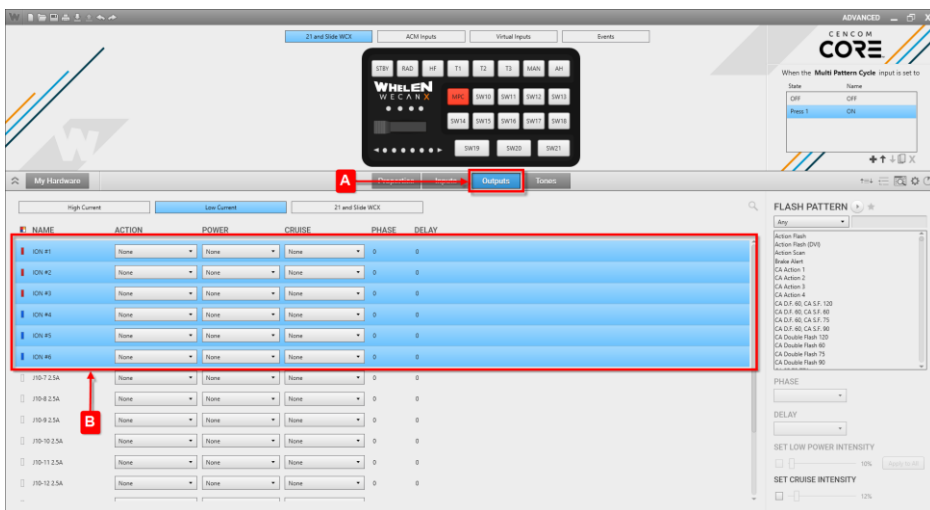 ADVANCED
21 and Slide WCX
ACM Inputs
Virtual Inputs
Events
STBY RAD HF T1 T2 T3 MAN AH
WHELEN
WECANX
MPC SW10 SW11 SW12 SW13
SW14 SW15 SW16 SW17 SW18
SW19 SW20 SW21
CENCOM
CORE
When the Multi Pattern Cycle input is set to
State Name
OFF OFF
Press 1 ON
My Hardware
A
Properties Inputs Outputs Tones
High Current Low Current 21 and Slide WCX
NAME ACTION POWER CRUISE PHASE DELAY
ION #1 None None None 0 0
ION #2 None None None 0 0
ION #3 None None None 0 0
ION #4 None None None 0 0
ION #5 None None None 0 0
ION #6 None None None 0 0
J10-7 2.5A None None None 0 0
J10-8 2.5A None None None 0 0
B
J10-9 2.5A None None None 0 0
J10-10 2.5A None None None 0 0
J10-11 2.5A None None None 0 0
J10-12 2.5A None None None 0 0
FLASH PATTERN
Any
Action Flash
Action Flash (DVI)
Action Scan
Brake Alert
CA Action 1
CA Action 2
CA Action 3
CA Action 4
CA D.F. 60, CA S.F. 120
CA D.F. 60, CA S.F. 60
CA D.F. 60, CA S.F. 75
CA D.F. 60, CA S.F. 90
CA Double Flash 120
CA Double Flash 60
CA Double Flash 75
CA Double Flash 90
PHASE
DELAY
SET LOW POWER INTENSITY
10% Apply to All
SET CRUISE INTENSITY
12%